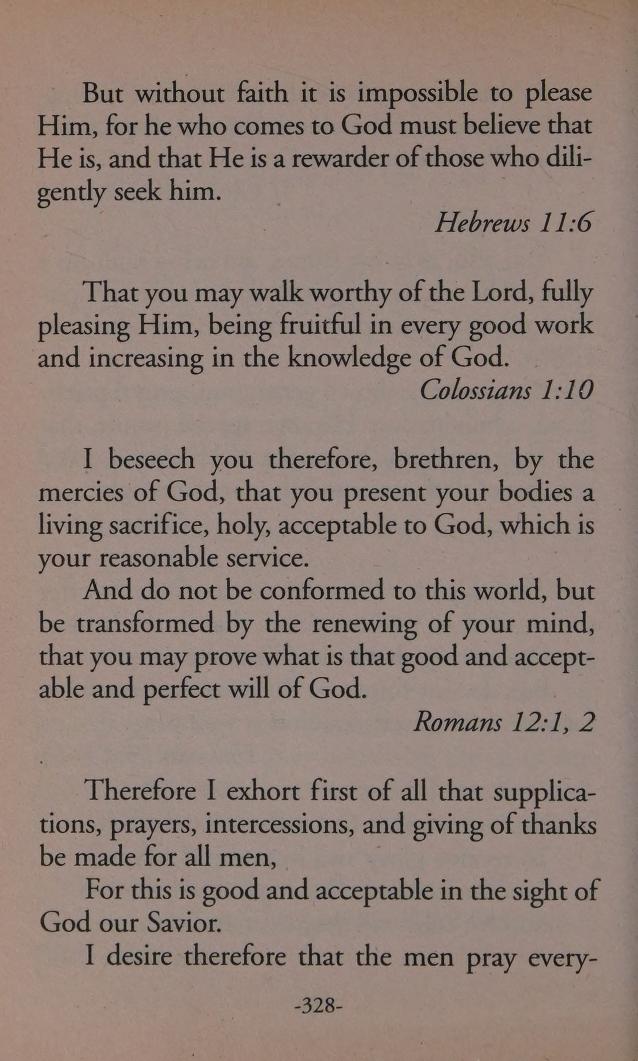 But without faith it is impossible to please
Him, for he who comes to God must believe that
He is, and that He is a rewarder of those who dili-
gently seek him.
Hebrews 11:6
That you may walk worthy of the Lord, fully
pleasing Him, being fruitful in every good work
and increasing in the knowledge of God.
Colossians 1:10
I beseech you therefore, brethren, by the
mercies of God, that you present your bodies a
living sacrifice, holy, acceptable to God, which is
your reasonable service.
And do not be conformed to this world, but
be transformed by the renewing of your mind,
that you may prove what is that good and accept-
able and perfect will of God.
Romans 12:1, 2
Therefore I exhort first of all that supplica-
tions, prayers, intercessions, and giving of thanks
be made for all men,
For this is good and acceptable in the sight of
God our Savior.
I desire therefore that the men pray every-
-328-